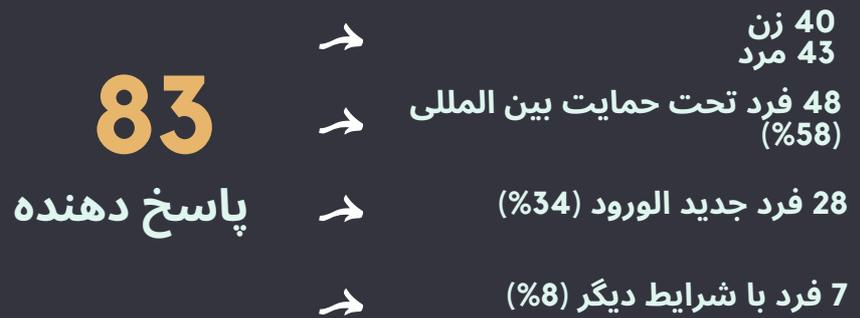 83
پاسخ دهنده
40 زن
43 مرد
48 فرد تحت حمایت بین المللی
(%58)
28 فرد جدید الورود (%34)
7 فرد با شرایط دیگر (%8)